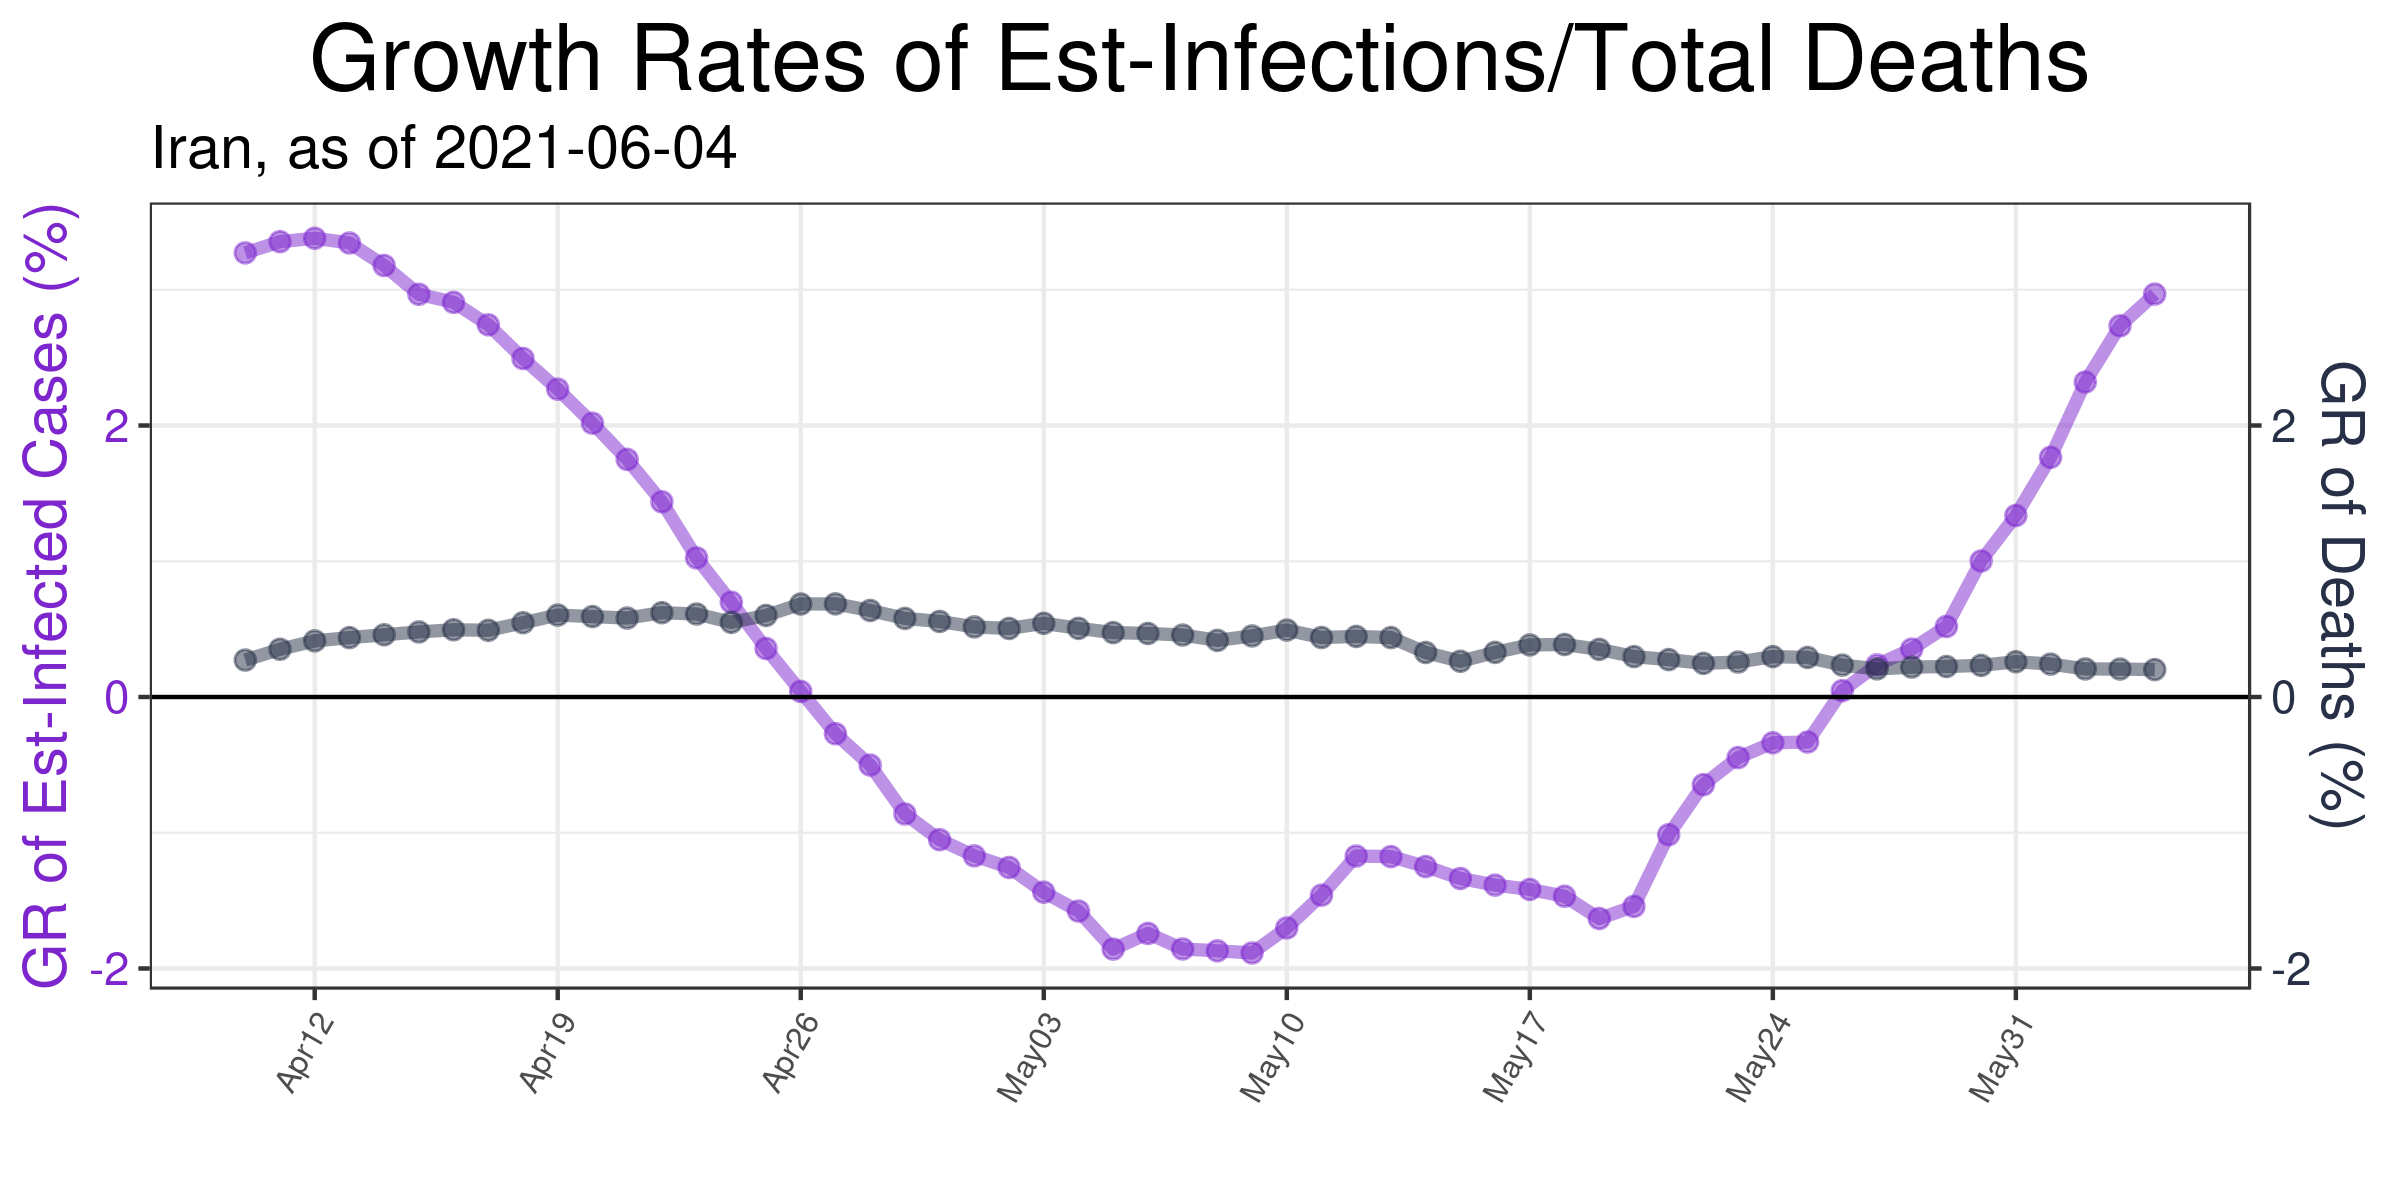 Growth Rates of Est-Infections/Total Deaths
Iran, as of 2021-06-04
GR of Est-Infected Cases (%)
2
0
-2
2
0
-2
GR of Deaths (%)
Apr12
Apr19
Apr26
May03
May10
May17
May24
May31